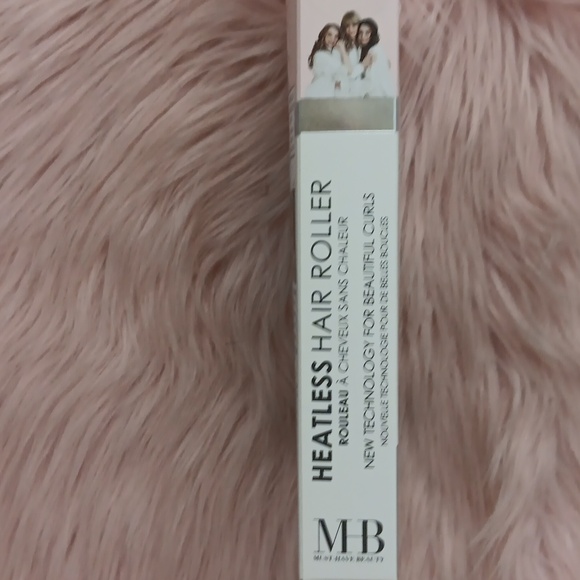 HEATLESS HAIR ROLLER
ROULEAU À CHEVEUX SANS CHALEUR
NEW TECHNOLOGY FOR BEAUTIFUL CURLS
NOUVELLE TECHNOLOGIE POUR DE BELLES BOUCLES
MHB
MUST HAVE BEAUTY